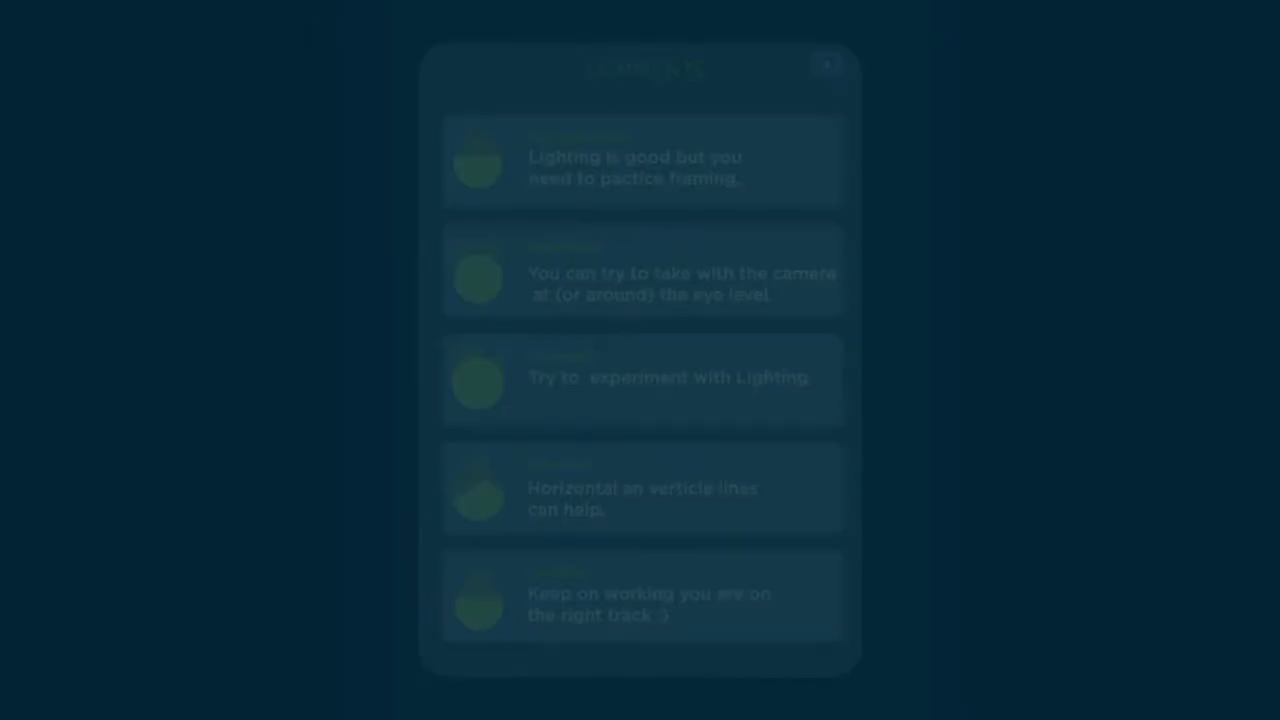 COMMENTS
Lighting is good but you
need to pactice framing.
You can try to take with the camera
at (or around) the eye level
Try to experiment with Lighting
Horizontal an verticle lines
can help.
Keep on working you are on
the right track :)